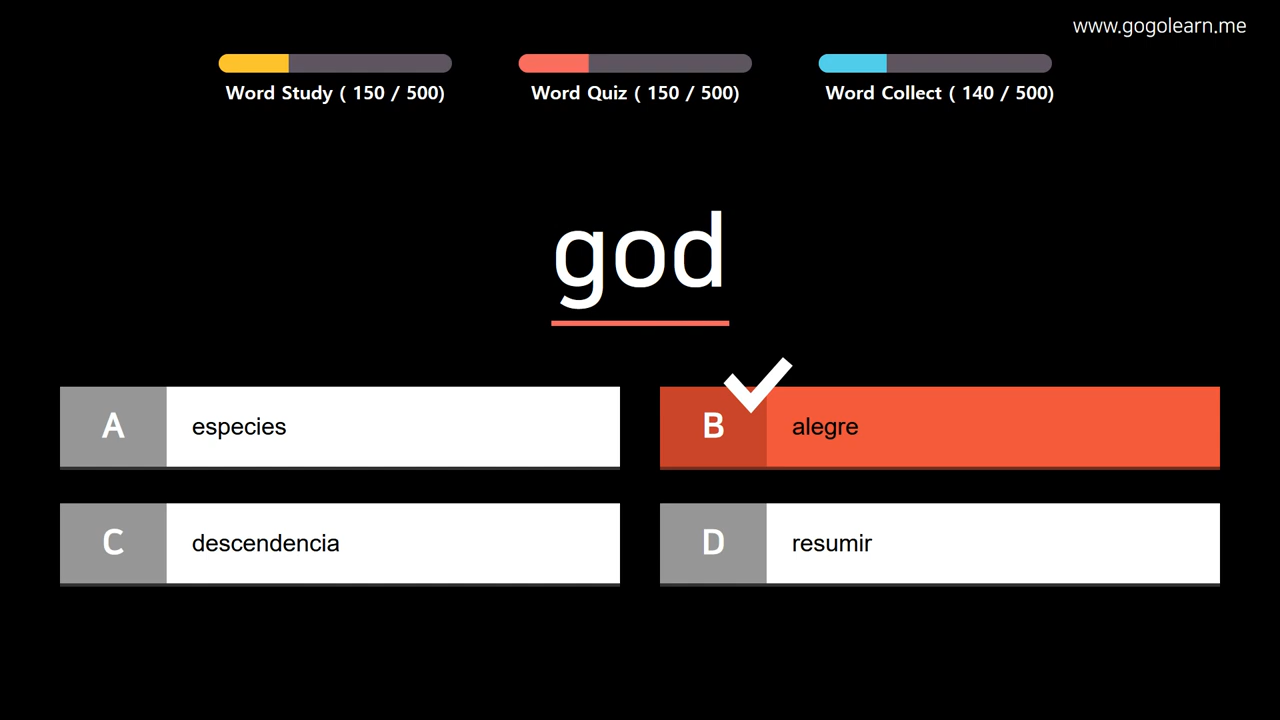 www.gogolearn.me
Word Study ( 150 / 500)
Word Quiz ( 150 / 500)
Word Collect ( 140 / 500)
god
A especies
B alegre
C descendencia
D resumir